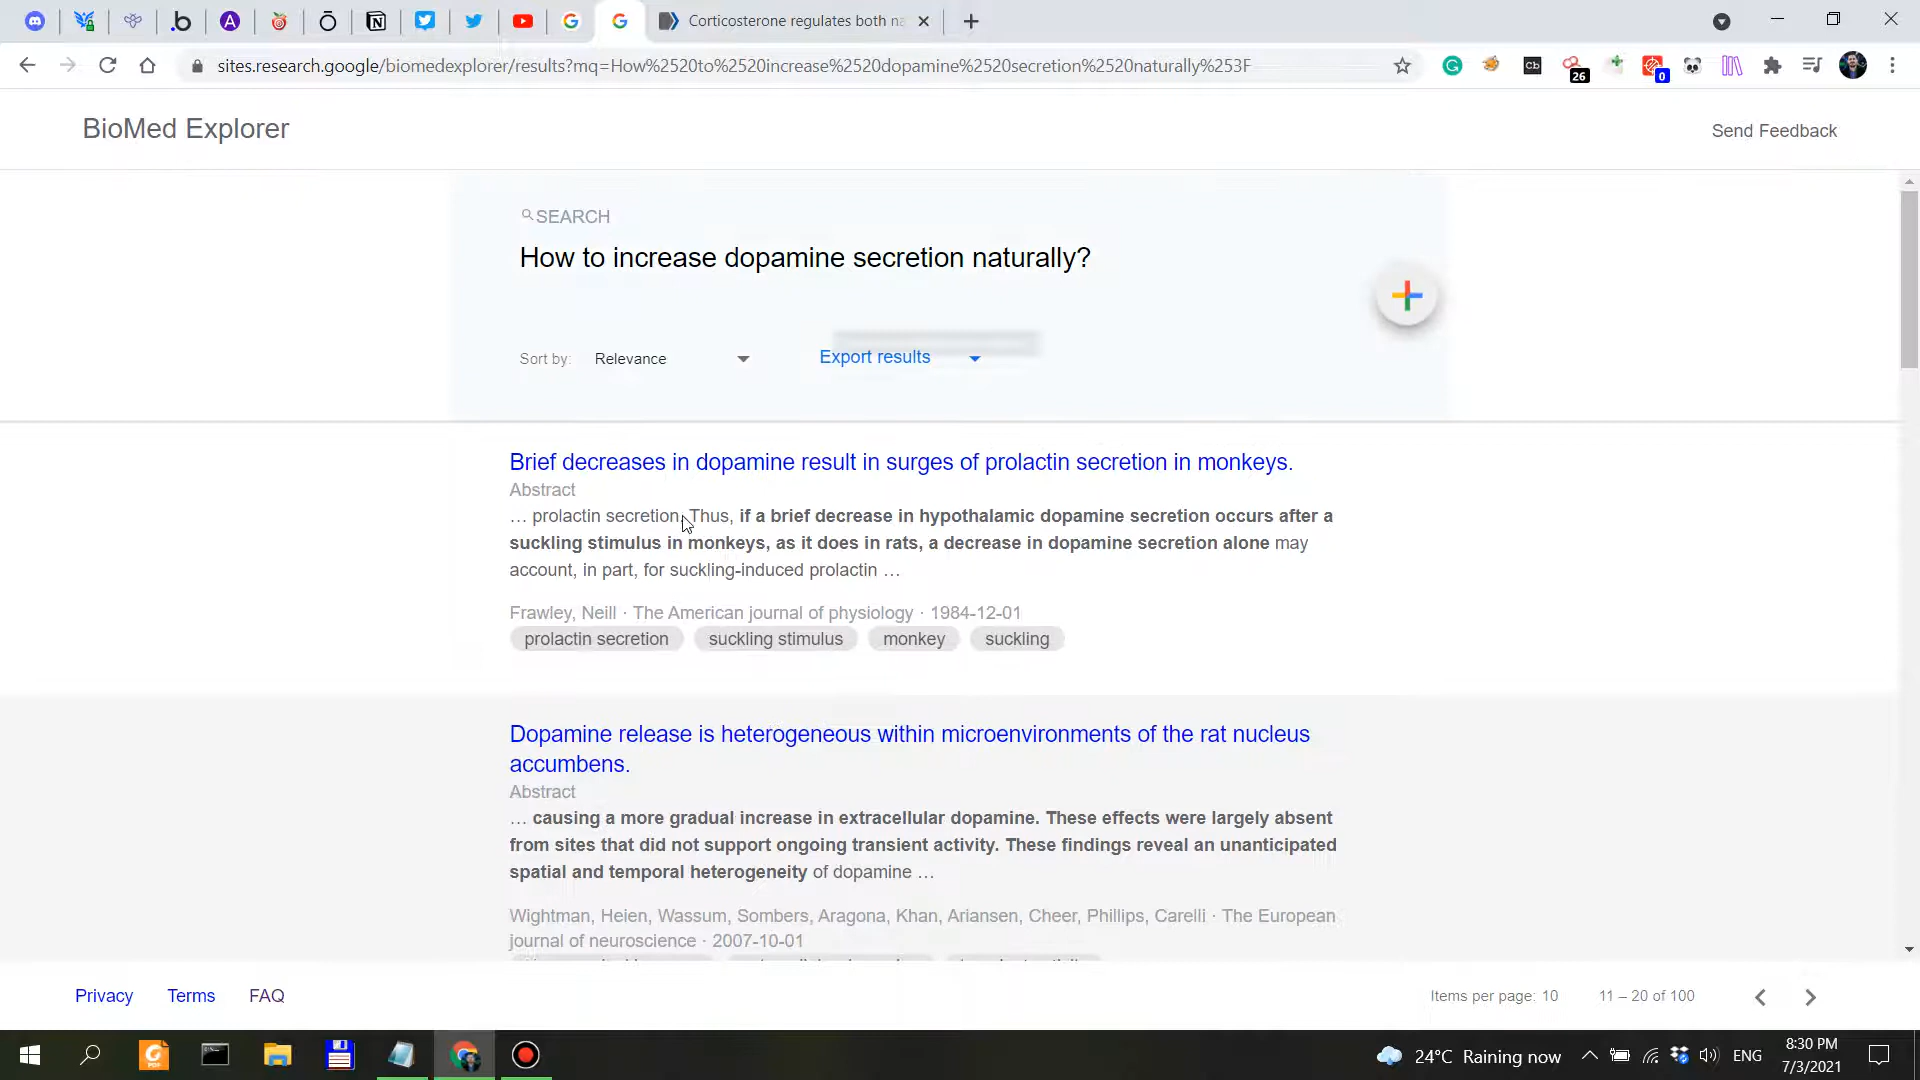 Corticosterone regulates both na
sites.research.google/biomedexplorer/results?mq=How%2520to%2520increase%2520dopamine%2520secretion%2520naturally%253F
Cb
26
0
BioMed Explorer
Send Feedback
SEARCH
How to increase dopamine secretion naturally?
Sort by: Relevance
Export results
Brief decreases in dopamine result in surges of prolactin secretion in monkeys.
Abstract
… prolactin secretion. Thus, if a brief decrease in hypothalamic dopamine secretion occurs after a
suckling stimulus in monkeys, as it does in rats, a decrease in dopamine secretion alone may
account, in part, for suckling-induced prolactin …
Frawley, Neill · The American journal of physiology · 1984-12-01
prolactin secretion suckling stimulus monkey suckling
Dopamine release is heterogeneous within microenvironments of the rat nucleus
accumbens.
Abstract
… causing a more gradual increase in extracellular dopamine. These effects were largely absent
from sites that did not support ongoing transient activity. These findings reveal an unanticipated
spatial and temporal heterogeneity of dopamine …
Wightman, Heien, Wassum, Sombers, Aragona, Khan, Ariansen, Cheer, Phillips, Carelli · The European
journal of neuroscience · 2007-10-01
Privacy Terms FAQ
Items per page: 10 11 – 20 of 100
24°C Raining now
ENG
8:30 PM
7/3/2021